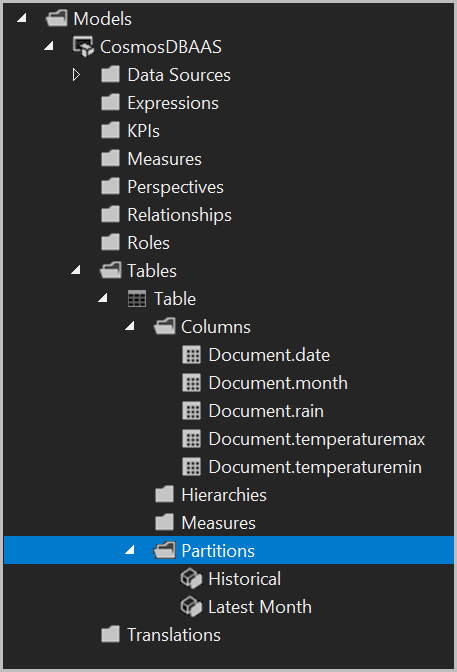 Models
CosmosDBAAS
Data Sources
Expressions
KPIs
Measures
Perspectives
Relationships
Roles
Tables
Table
Columns
Document.date
Document.month
Document.rain
Document.temperaturemax
Document.temperaturemin
Hierarchies
Measures
Partitions
Historical
Latest Month
Translations